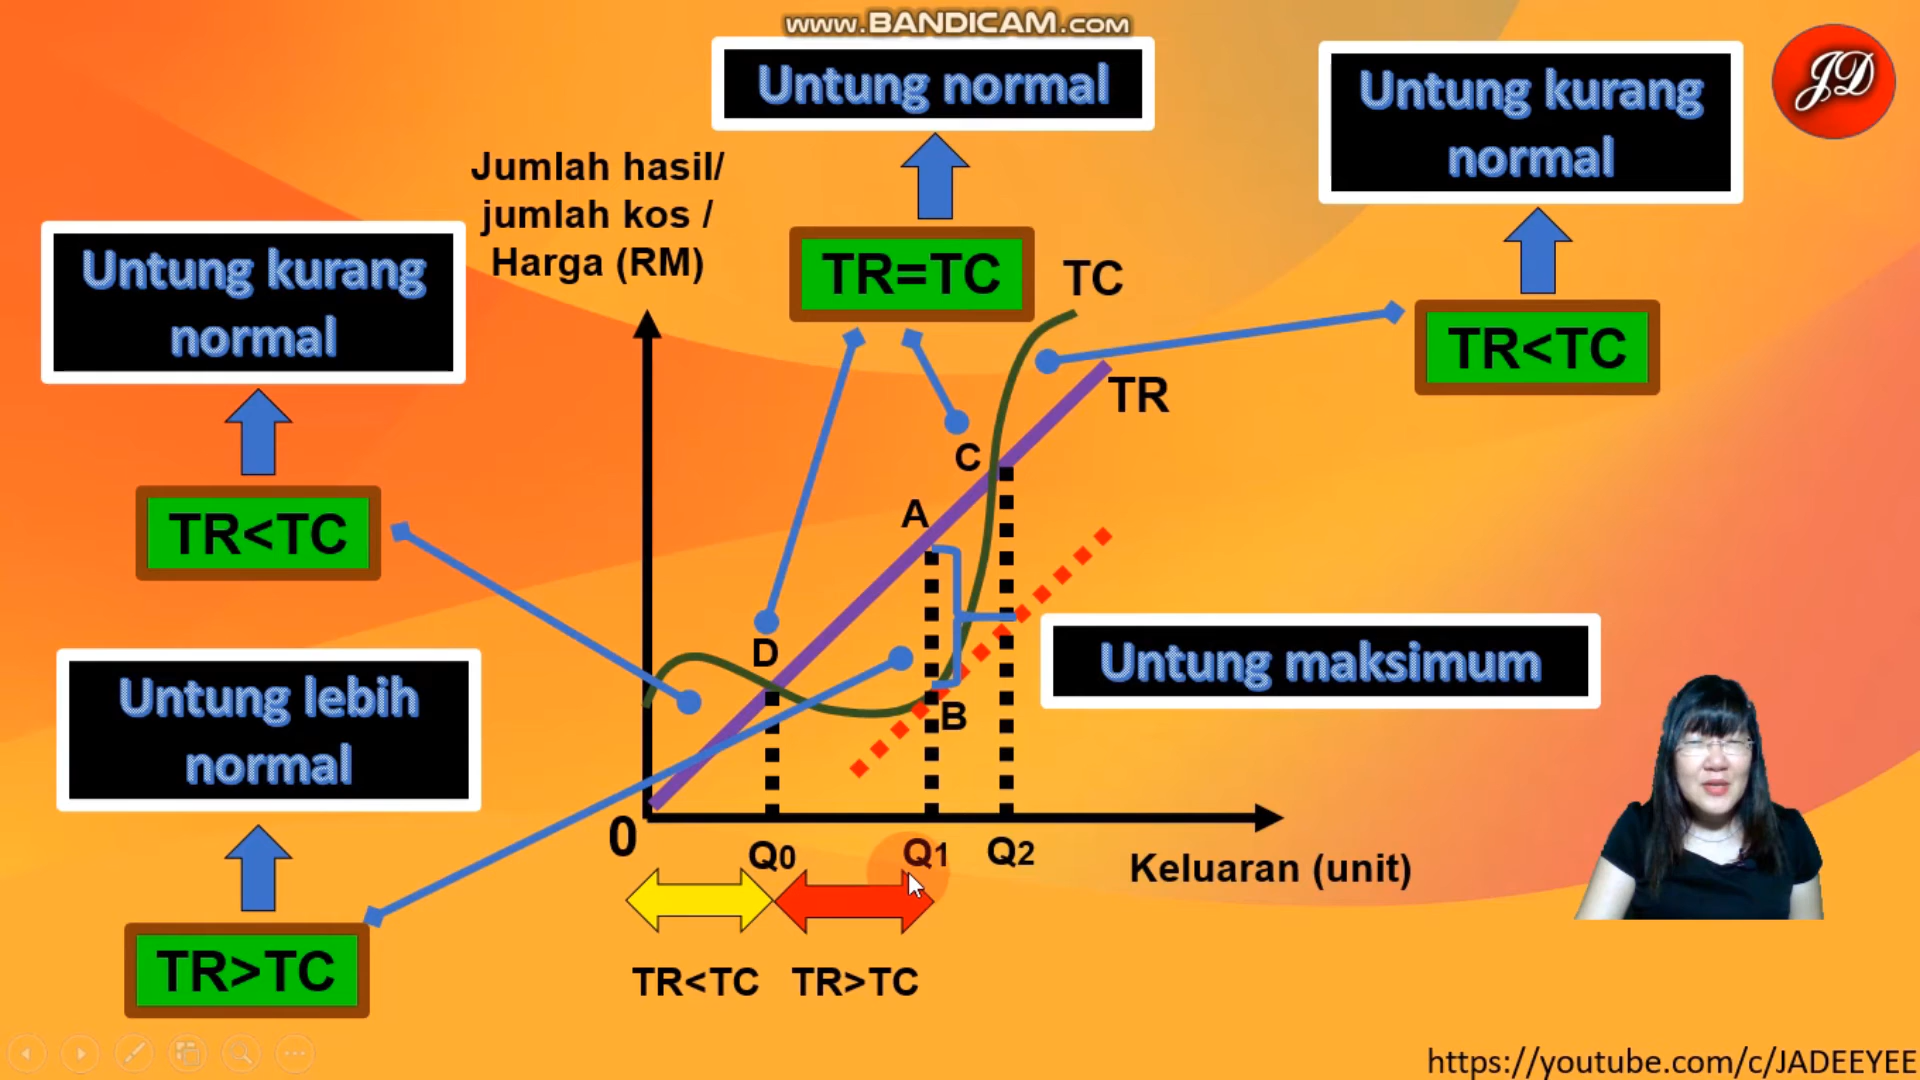 www.BANDICAM.com
Untung normal
Untung kurang
normal
JD
Jumlah hasil/
jumlah kos /
Harga (RM)
TR=TC
TC
Untung kurang
normal
TR<TC
TR
C
A
TR<TC
D
Untung maksimum
Untung lebih
normal
B
0
Q0
Q1
Q2
Keluaran (unit)
TR>TC
TR<TC
TR>TC
https://youtube.com/c/JADEEYEE